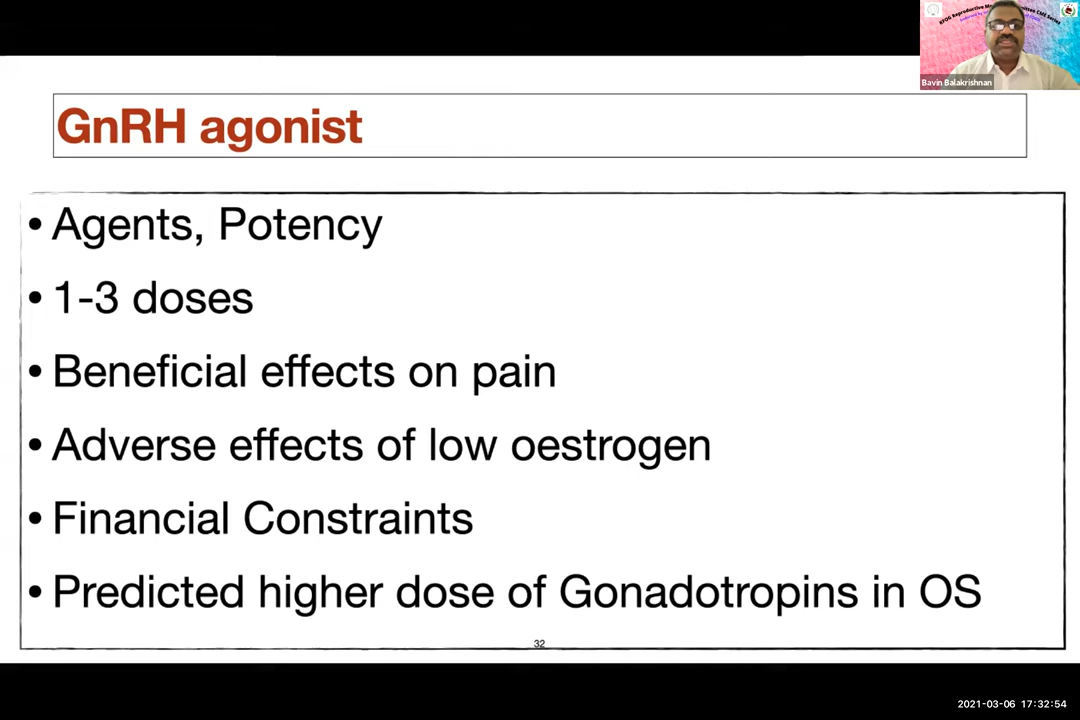 Bavin Balakrishnan
GnRH agonist
• Agents, Potency
• 1-3 doses
• Beneficial effects on pain
• Adverse effects of low oestrogen
• Financial Constraints
• Predicted higher dose of Gonadotropins in OS
32
2021-03-06 17:32:54